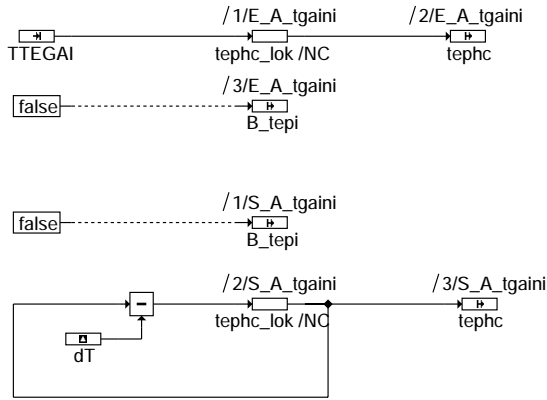 /1/E_A_tgaini /2/E_A_tgaini
TTEGAI tephc_lok /NC tephc
/3/E_A_tgaini
false
B_tepi
/1/S_A_tgaini
false
B_tepi
/2/S_A_tgaini /3/S_A_tgaini
tephc_lok /NC tephc
dT